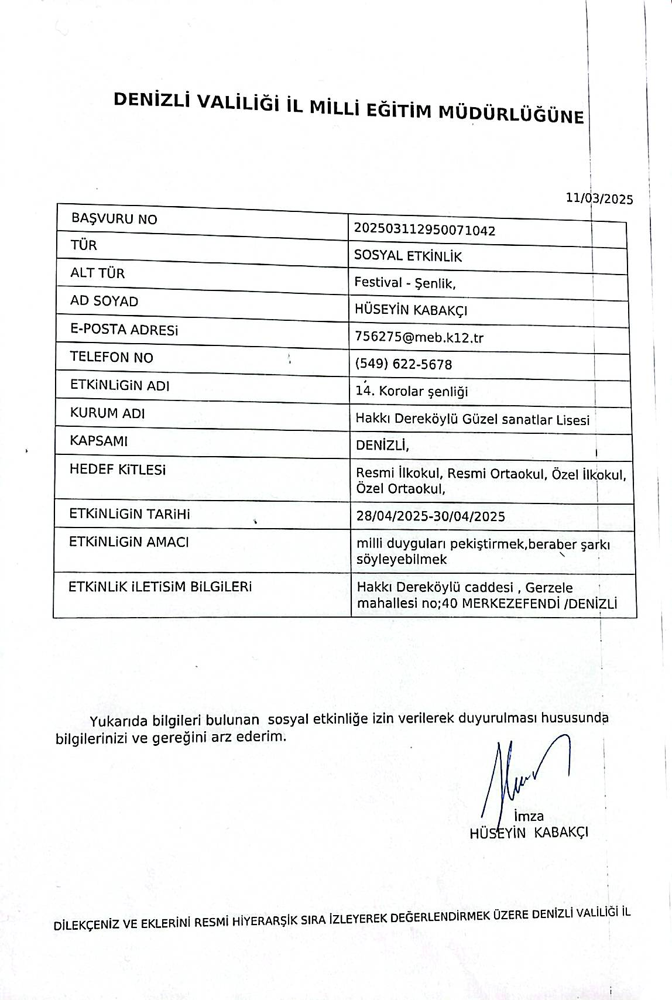 DENİZLİ VALİLİĞİ İL MİLLİ EĞİTİM MÜDÜRLÜĞÜNE
11/03/2025
BAŞVURU NO 202503112950071042
TÜR SOSYAL ETKİNLİK
ALT TÜR Festival - Şenlik,
AD SOYAD HÜSEYİN KABAKÇI
E-POSTA ADRESi 756275@meb.k12.tr
TELEFON NO (549) 622-5678
ETKiNLiGiN ADI 14. Korolar şenliği
KURUM ADI Hakkı Dereköylü Güzel sanatlar Lisesi
KAPSAMI DENİZLİ,
HEDEF KiTLESi Resmi İlkokul, Resmi Ortaokul, Özel İlkokul,
Özel Ortaokul,
ETKiNLiGiN TARiHi 28/04/2025-30/04/2025
ETKiNLiGiN AMACI milli duyguları pekiştirmek,beraber şarkı
söyleyebilmek
ETKiNLiK iLETiSiM BiLGiLERi Hakkı Dereköylü caddesi , Gerzele
mahallesi no;40 MERKEZEFENDİ /DENİZLİ
Yukarıda bilgileri bulunan sosyal etkinliğe izin verilerek duyurulması hususunda
bilgilerinizi ve gereğini arz ederim.
İmza
HÜSEYİN KABAKÇI
DİLEKÇENİZ VE EKLERİNİ RESMİ HİYERARŞİK SIRA İZLEYEREK DEĞERLENDİRMEK ÜZERE DENİZLİ VALİLİĞİ İL